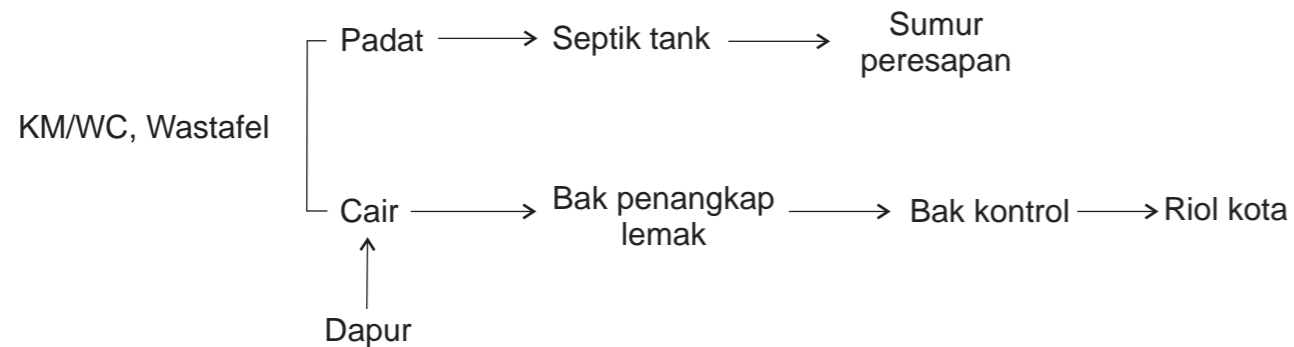 Padat
Septik tank
Sumur
peresapan
KM/WC, Wastafel
Cair
Bak penangkap
lemak
Bak kontrol
Riol kota
Dapur